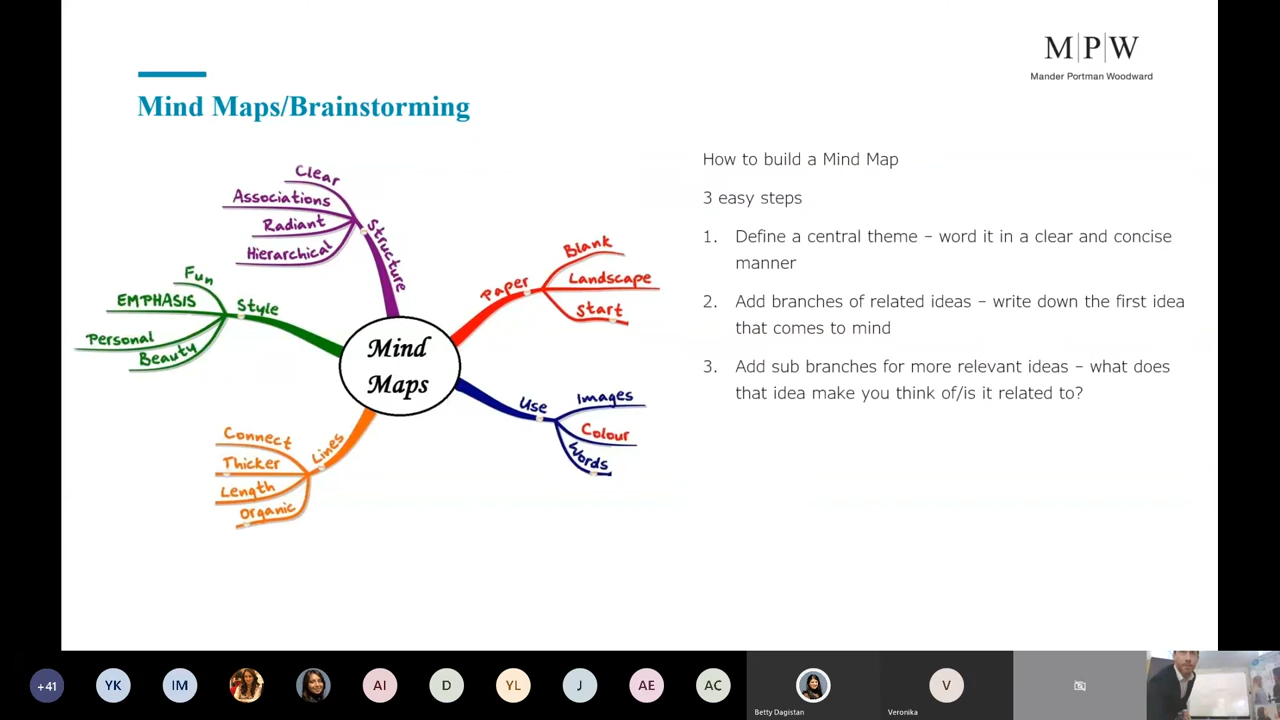 M|P|W
Mander Portman Woodward
Mind Maps/Brainstorming
Clear
Associations
Radiant
Hierarchical
Structure
Fun
EMPHASIS
Personal
Beauty
Style
Paper
Blank
Landscape
Start
Mind
Maps
Use
Images
Colour
Words
Lines
Connect
Thicker
Length
Organic
How to build a Mind Map
3 easy steps
1. Define a central theme – word it in a clear and concise
manner
2. Add branches of related ideas – write down the first idea
that comes to mind
3. Add sub branches for more relevant ideas – what does
that idea make you think of/is it related to?
+41
YK
IM
AI
D
YL
J
AE
AC
Betty Dagistan
V
Veronika